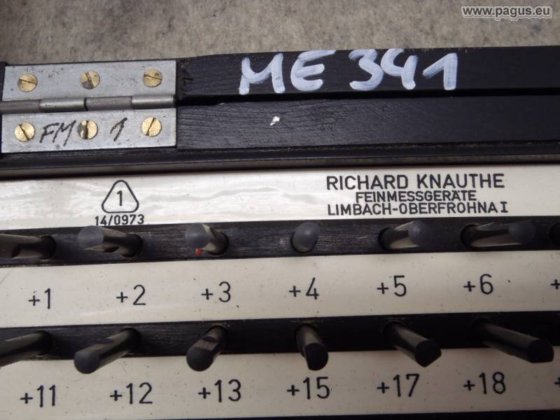 www.pagus.eu
ME 341
FM 1
1
14/0973
RICHARD KNAUTHE
FEINMESSGERÄTE
LIMBACH-OBERFROHNA I
+1 +2 +3 +4 +5 +6 +
+11 +12 +13 +15 +17 +18 +